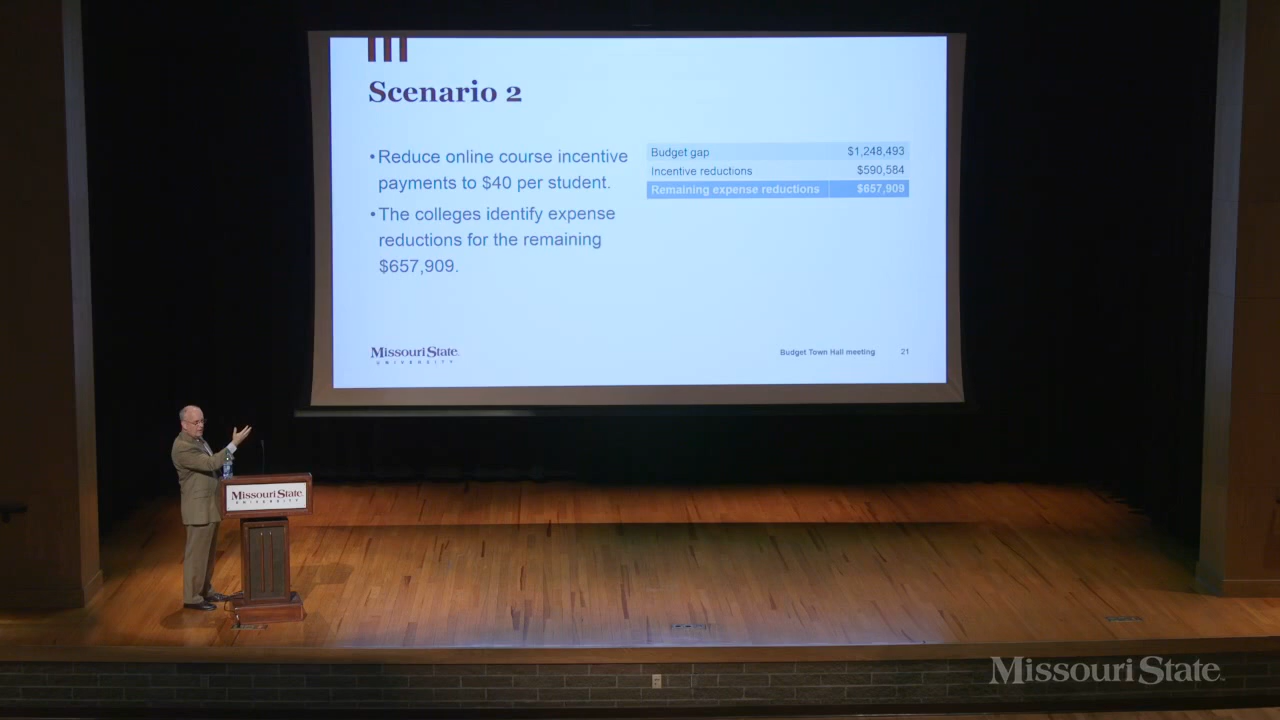 Scenario 2
•Reduce online course incentive
payments to $40 per student.
•The colleges identify expense
reductions for the remaining
$657,909.
Budget gap $1,248,493
Incentive reductions $590,584
Remaining expense reductions $657,909
Missouri State.
UNIVERSITY
Budget Town Hall meeting 21
Missouri State.
UNIVERSITY
Missouri State.